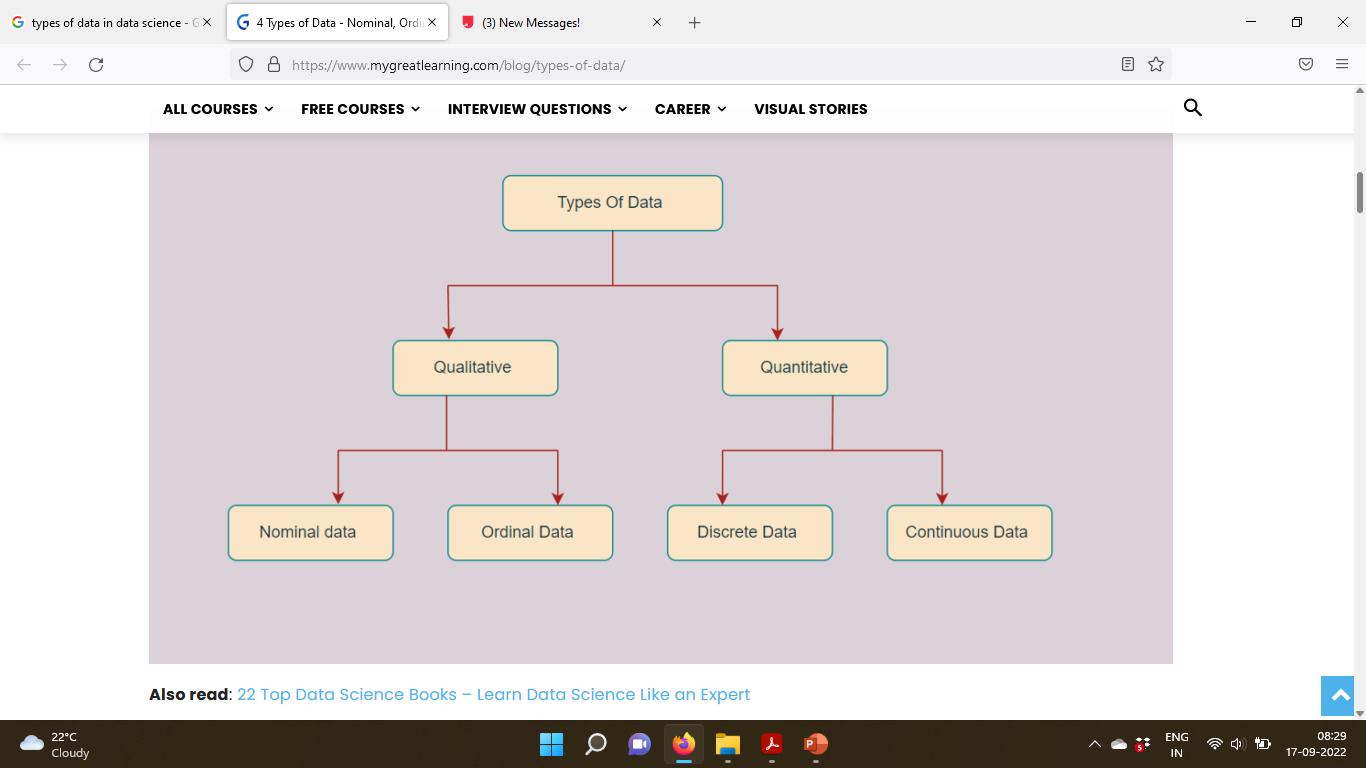 types of data in data science - G
4 Types of Data - Nominal, Ordi
(3) New Messages!
https://www.mygreatlearning.com/blog/types-of-data/
ALL COURSES FREE COURSES INTERVIEW QUESTIONS CAREER VISUAL STORIES
Types Of Data
Qualitative Quantitative
Nominal data Ordinal Data Discrete Data Continuous Data
Also read: 22 Top Data Science Books – Learn Data Science Like an Expert
22°C
Cloudy
ENG
IN
08:29
17-09-2022